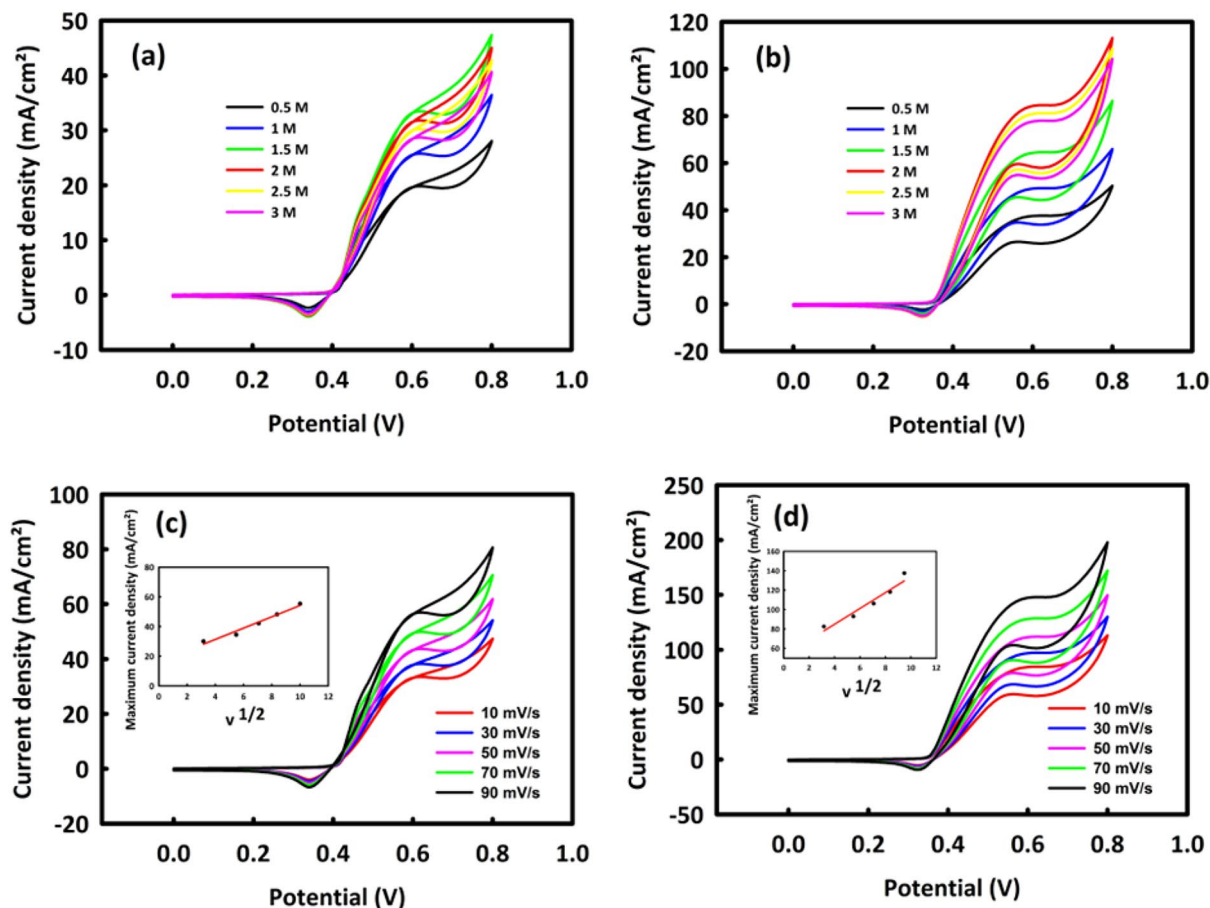 (a)
Current density (mA/cm²)
50
40
30
20
10
0
-10
0.5 M
1 M
1.5 M
2 M
2.5 M
3 M
0.0 0.2 0.4 0.6 0.8 1.0
Potential (V)
(b)
Current density (mA/cm²)
120
100
80
60
40
20
0
-20
0.5 M
1 M
1.5 M
2 M
2.5 M
3 M
0.0 0.2 0.4 0.6 0.8 1.0
Potential (V)
(c)
Current density (mA/cm²)
100
80
60
40
20
0
-20
Maximum current density (mA/cm²)
80
60
40
20
0
0 2 4 6 8 10 12
v 1/2
10 mV/s
30 mV/s
50 mV/s
70 mV/s
90 mV/s
0.0 0.2 0.4 0.6 0.8 1.0
Potential (V)
(d)
Current density (mA/cm²)
250
200
150
100
50
0
-50
Maximum current density (mA/cm²)
160
140
120
100
80
60
0 2 4 6 8 10 12
v 1/2
10 mV/s
30 mV/s
50 mV/s
70 mV/s
90 mV/s
0.0 0.2 0.4 0.6 0.8 1.0
Potential (V)